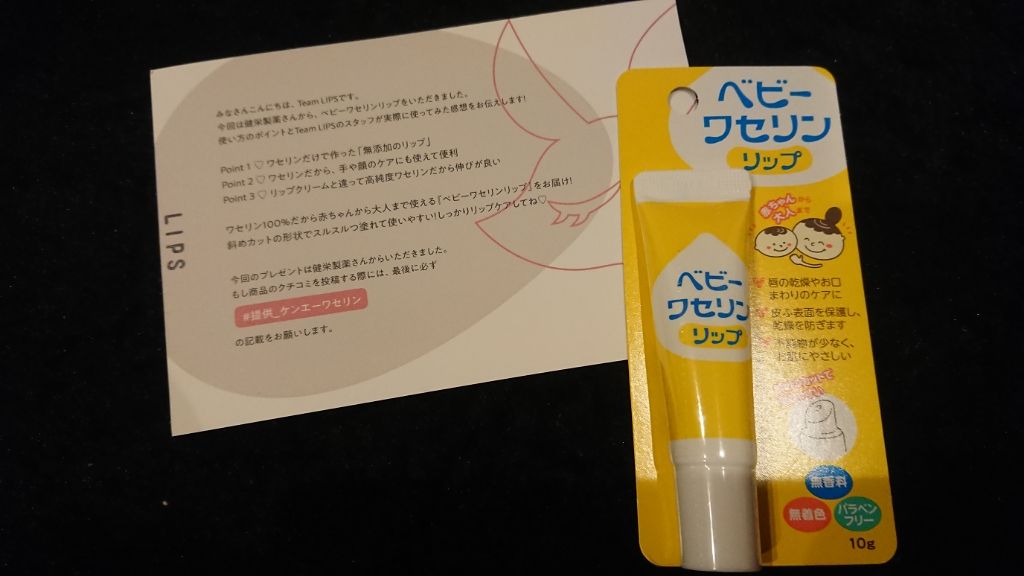 LIPS
みなさんこんにちは、Team LIPSです。
今回は健栄製薬さんから、ベビーワセリンリップをいただきました。
使い方のポイントとTeam LIPSのスタッフが実際に使ってみた感想をお伝えします!
Point 1 ♡ ワセリンだけで作った「無添加のリップ」
Point 2 ♡ ワセリンだから、手や顔のケアにも使えて便利
Point 3 ♡ リップクリームと違って高純度ワセリンだから伸びが良い
ワセリン100%だから赤ちゃんから大人まで使える「ベビーワセリンリップ」をお届け!
斜めカットの形状でスルスルつ塗れて使いやすい!しっかりリップケアしてね♡
今回のプレゼントは健栄製薬さんからいただきました。
もし商品のクチコミを投稿する際には、最後に必ず
#提供_ケンエーワセリン
の記載をお願いします。
ベビー
ワセリン
リップ
赤ちゃんから
大人まで
ベビー
ワセリン
リップ
唇の乾燥やお口
まわりのケアに
皮ふ表面を保護し、
乾燥を防ぎます
物が少なく、
お肌にやさしい
無香料
無着色
パラベン
フリー
10g